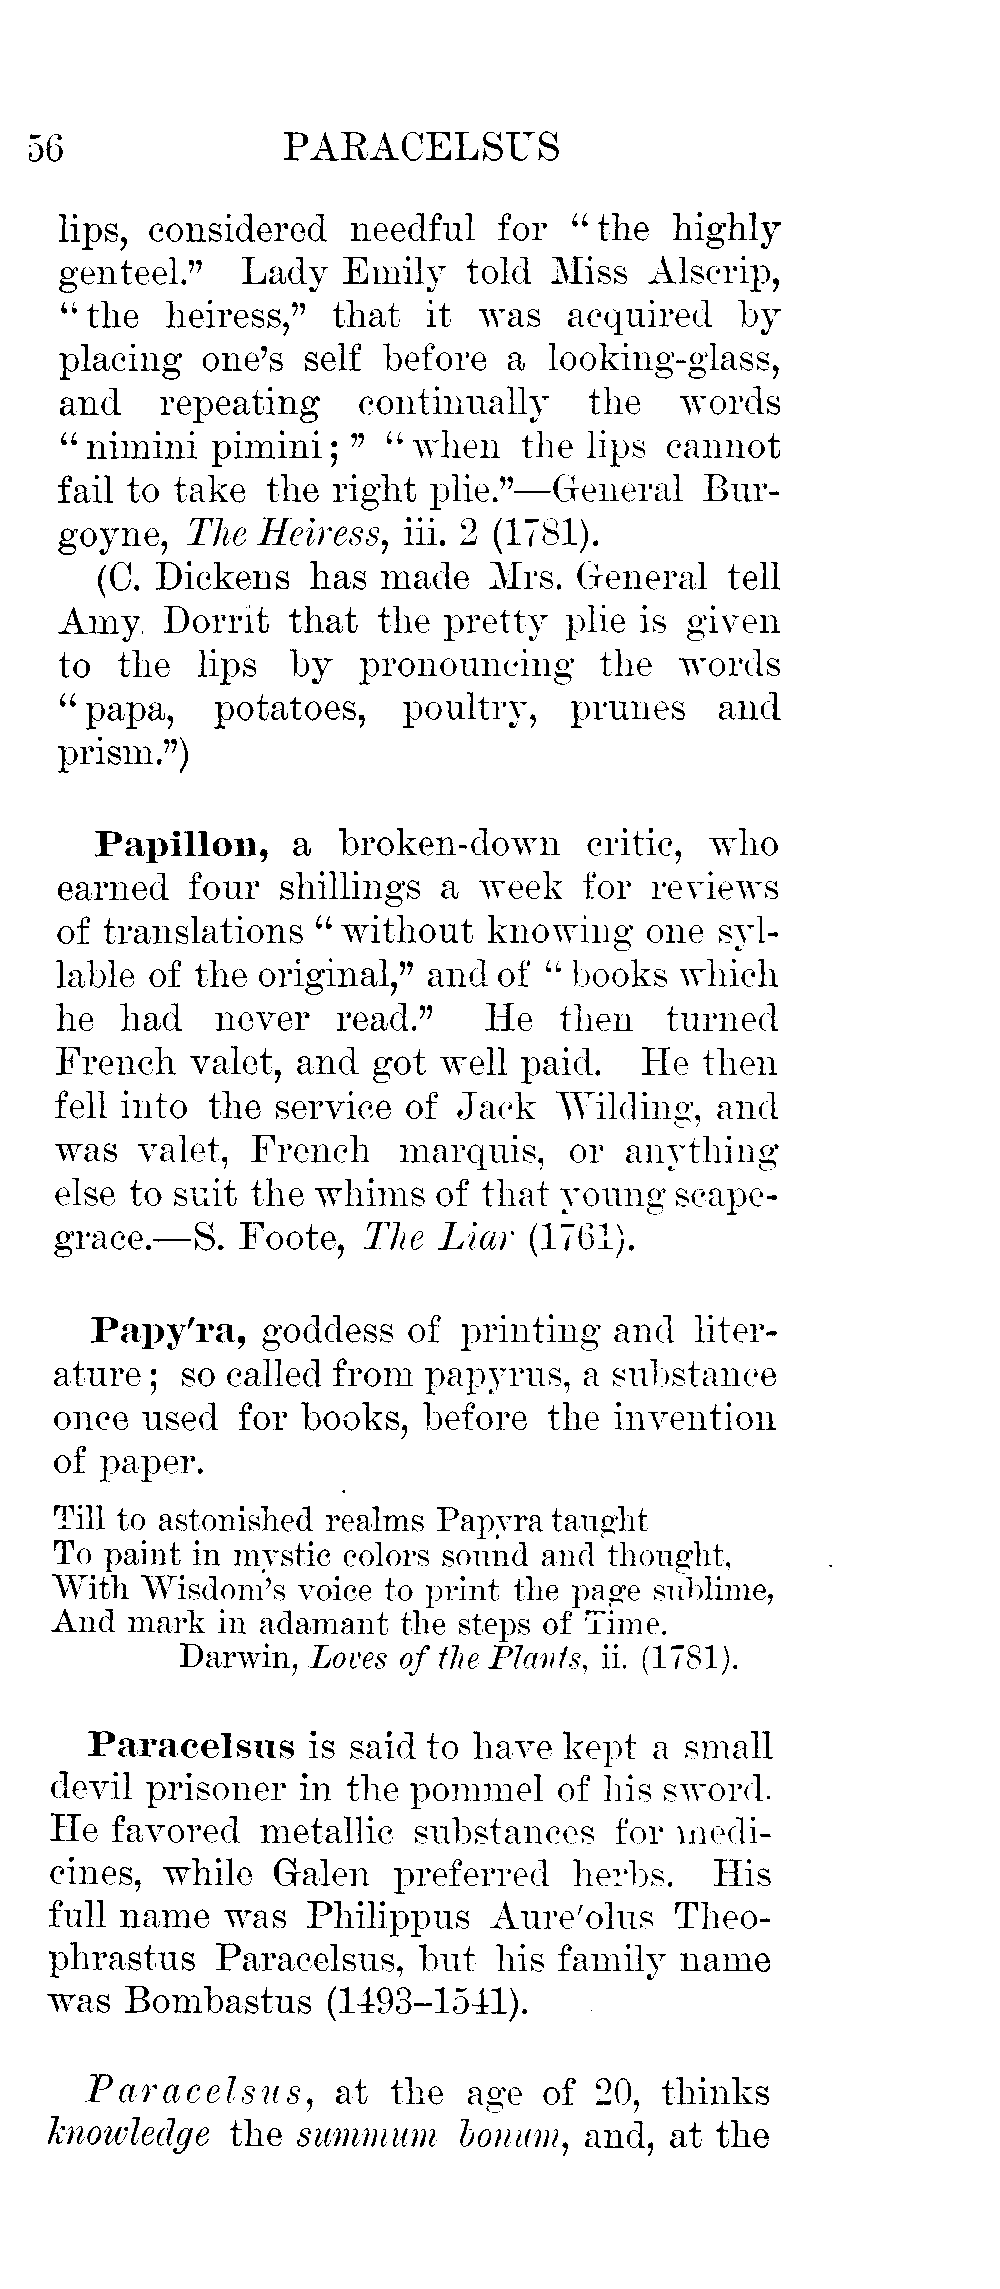 56 PARACELSUS
lips, considered needful for “the highly
genteel.” Lady Emily told Miss Alscrip,
“the heiress,” that it was acquired by
placing one’s self before a looking-glass,
and repeating continually the words
“nimini pimini;” “when the lips cannot
fail to take the right plie.”—General Bur-
goyne, The Heiress, iii. 2 (1781).
(C. Dickens has made Mrs. General tell
Amy Dorrit that the pretty plie is given
to the lips by pronouncing the words
“papa, potatoes, poultry, prunes and
prism.”)
Papillon, a broken-down critic, who
earned four shillings a week for reviews
of translations “without knowing one syl-
lable of the original,” and of “books which
he had never read.” He then turned
French valet, and got well paid. He then
fell into the service of Jack Wilding, and
was valet, French marquis, or anything
else to suit the whims of that young scape-
grace.—S. Foote, The Liar (1761).
Papy′ra, goddess of printing and liter-
ature; so called from papyrus, a substance
once used for books, before the invention
of paper.
Till to astonished realms Papyra taught
To paint in mystic colors sound and thought,
With Wisdom’s voice to print the page sublime,
And mark in adamant the steps of Time.
Darwin, Loves of the Plants, ii. (1781).
Paracelsus is said to have kept a small
devil prisoner in the pommel of his sword.
He favored metallic substances for medi-
cines, while Galen preferred herbs. His
full name was Philippus Aure′olus Theo-
phrastus Paracelsus, but his family name
was Bombastus (1493–1541).
Paracelsus, at the age of 20, thinks
knowledge the summum bonum, and, at the